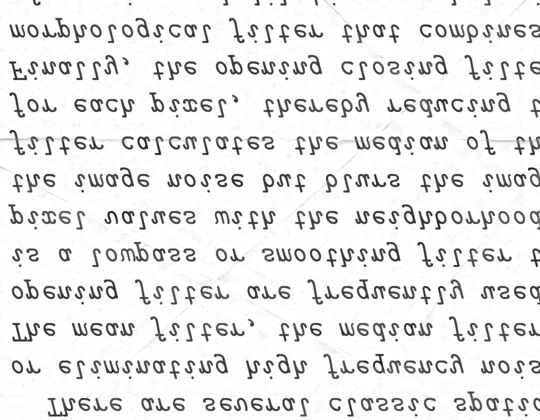 There are several classic spati
or eliminating high frequency nois
The mean filter, the median filter
opening filter are frequently used
is a lowpass or smoothing filter t
pixel values with the neighborhood
the image noise but blurs the imag
filter calculates the median of th
for each pixel, thereby reducing t
Finally, the opening closing filte
morphological filter that combines